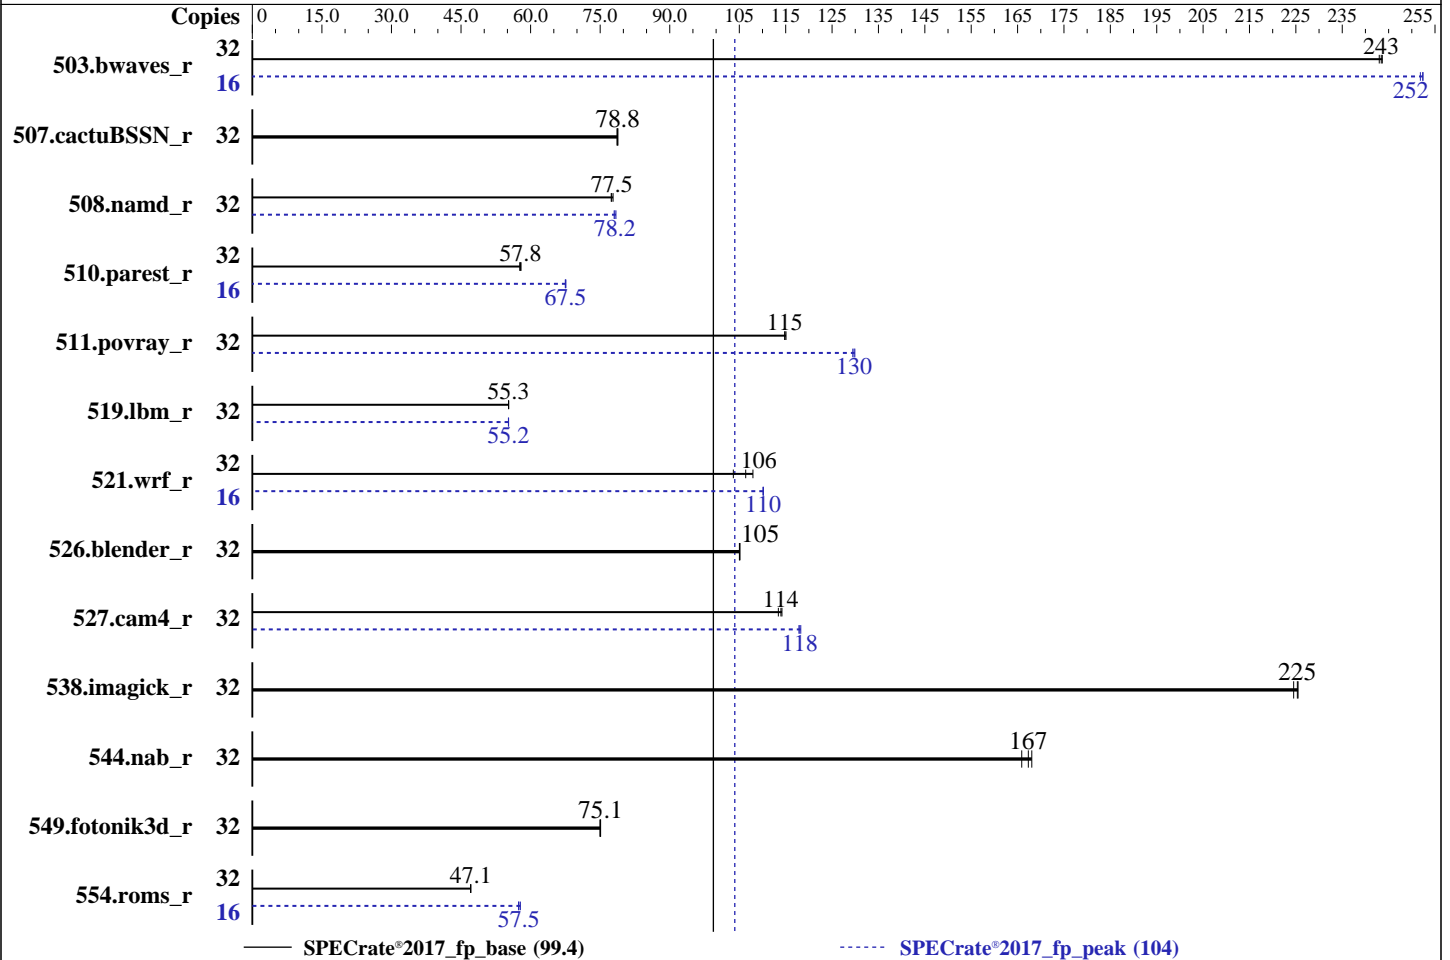 Copies 0 15.0 30.0 45.0 60.0 75.0 90.0 105 115 125 135 145 155 165 175 185 195 205 215 225 235 255
503.bwaves_r 32 243
16 252
507.cactuBSSN_r 32 78.8
508.namd_r 32 77.5
78.2
510.parest_r 32 57.8
16 67.5
511.povray_r 32 115
130
519.lbm_r 32 55.3
55.2
521.wrf_r 32 106
16 110
526.blender_r 32 105
527.cam4_r 32 114
118
538.imagick_r 32 225
544.nab_r 32 167
549.fotonik3d_r 32 75.1
554.roms_r 32 47.1
16 57.5
SPECrate®2017_fp_base (99.4) SPECrate®2017_fp_peak (104)